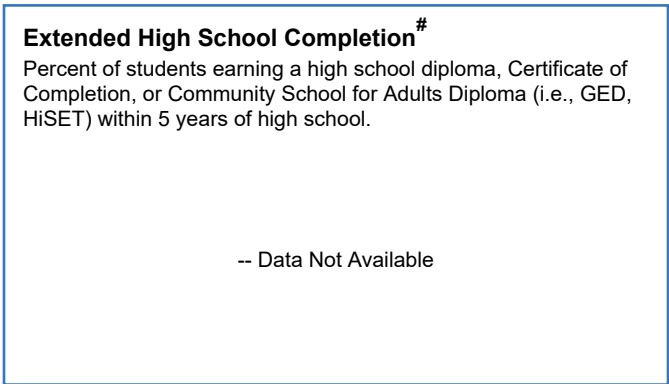 Extended High School Completion#
Percent of students earning a high school diploma, Certificate of
Completion, or Community School for Adults Diploma (i.e., GED,
HiSET) within 5 years of high school.
-- Data Not Available